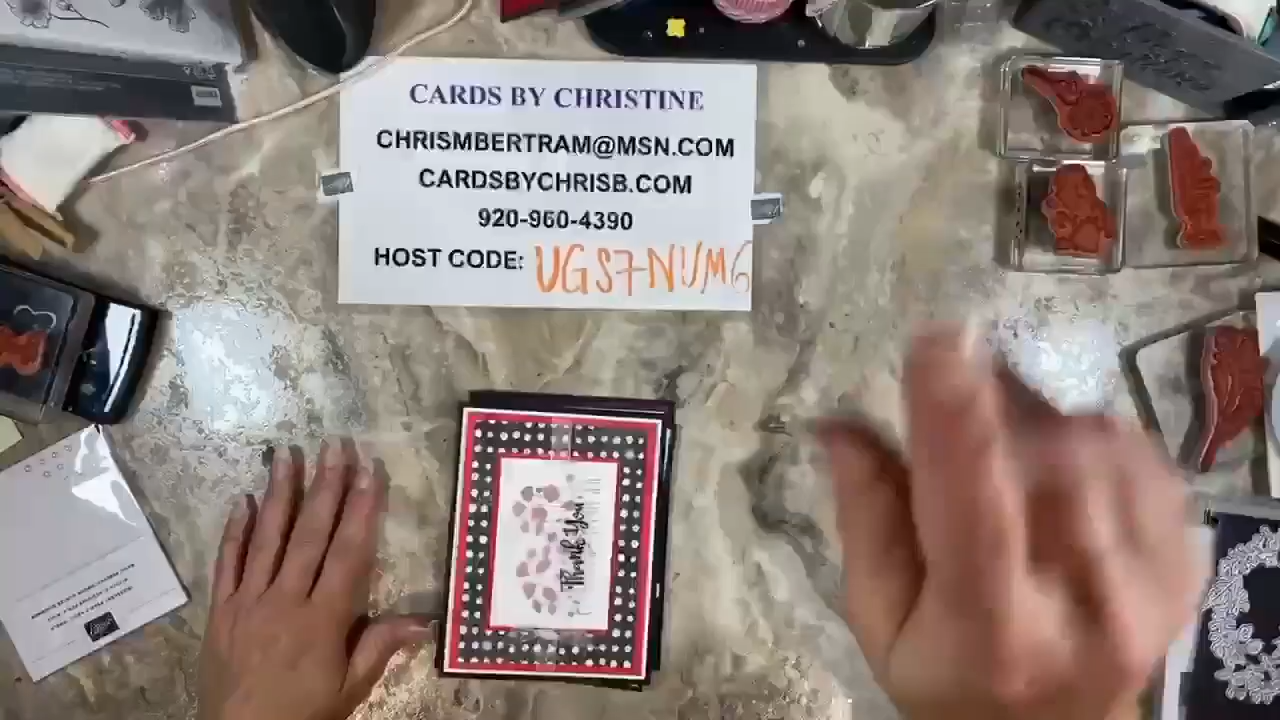 CARDS BY CHRISTINE
CHRISMBERTRAM@MSN.COM
CARDSBYCHRISB.COM
920-960-4390
HOST CODE: UGS7NUM6
Thank You